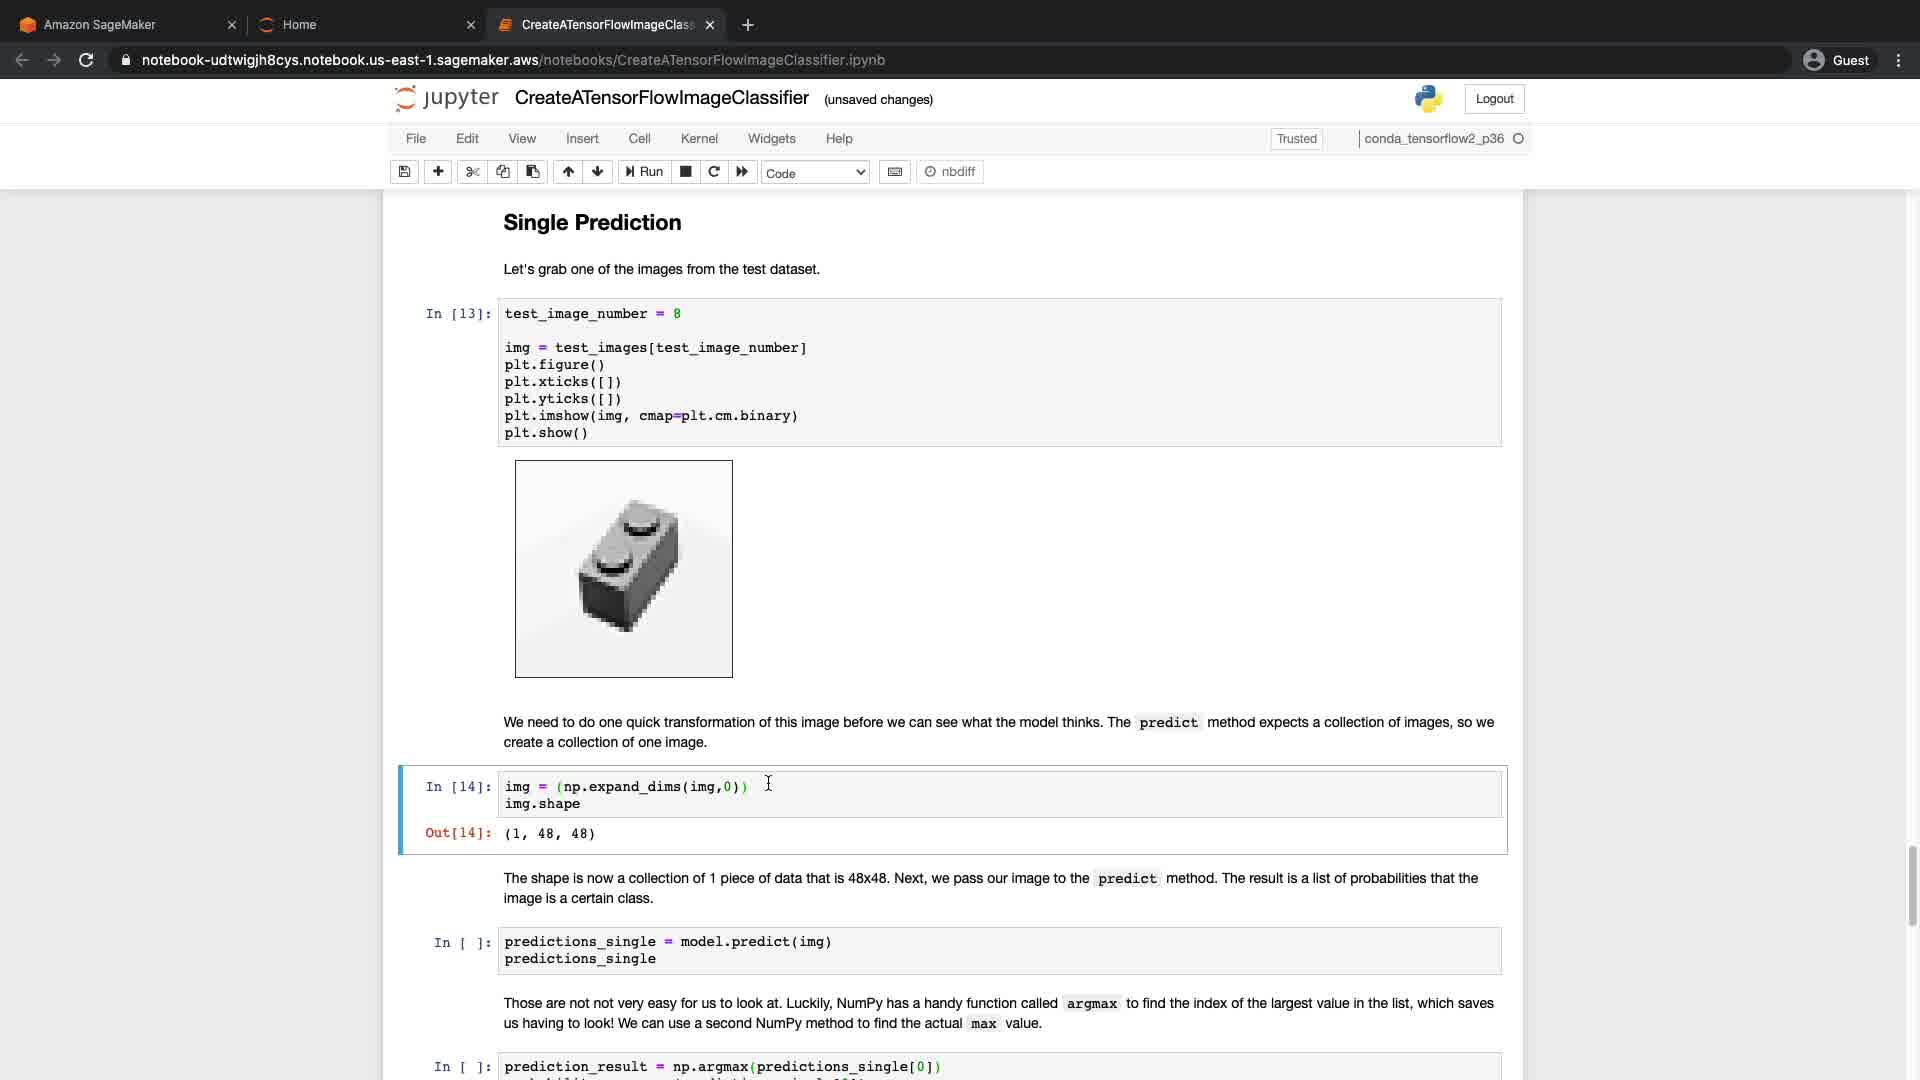 Amazon SageMaker
Home
CreateATensorFlowImageClass
notebook-udtwigjh8cys.notebook.us-east-1.sagemaker.aws/notebooks/CreateATensorFlowImageClassifier.ipynb
Guest
jupyter CreateATensorFlowImageClassifier (unsaved changes)
Logout
File Edit View Insert Cell Kernel Widgets Help
Trusted conda_tensorflow2_p36
Run Code nbdiff
Single Prediction
Let's grab one of the images from the test dataset.
In [13]: test_image_number = 8
img = test_images[test_image_number]
plt.figure()
plt.xticks([])
plt.yticks([])
plt.imshow(img, cmap=plt.cm.binary)
plt.show()
We need to do one quick transformation of this image before we can see what the model thinks. The predict method expects a collection of images, so we
create a collection of one image.
In [14]: img = (np.expand_dims(img,0))
img.shape
Out[14]: (1, 48, 48)
The shape is now a collection of 1 piece of data that is 48x48. Next, we pass our image to the predict method. The result is a list of probabilities that the
image is a certain class.
In [ ]: predictions_single = model.predict(img)
predictions_single
Those are not not very easy for us to look at. Luckily, NumPy has a handy function called argmax to find the index of the largest value in the list, which saves
us having to look! We can use a second NumPy method to find the actual max value.
In [ ]: prediction_result = np.argmax(predictions_single[0])